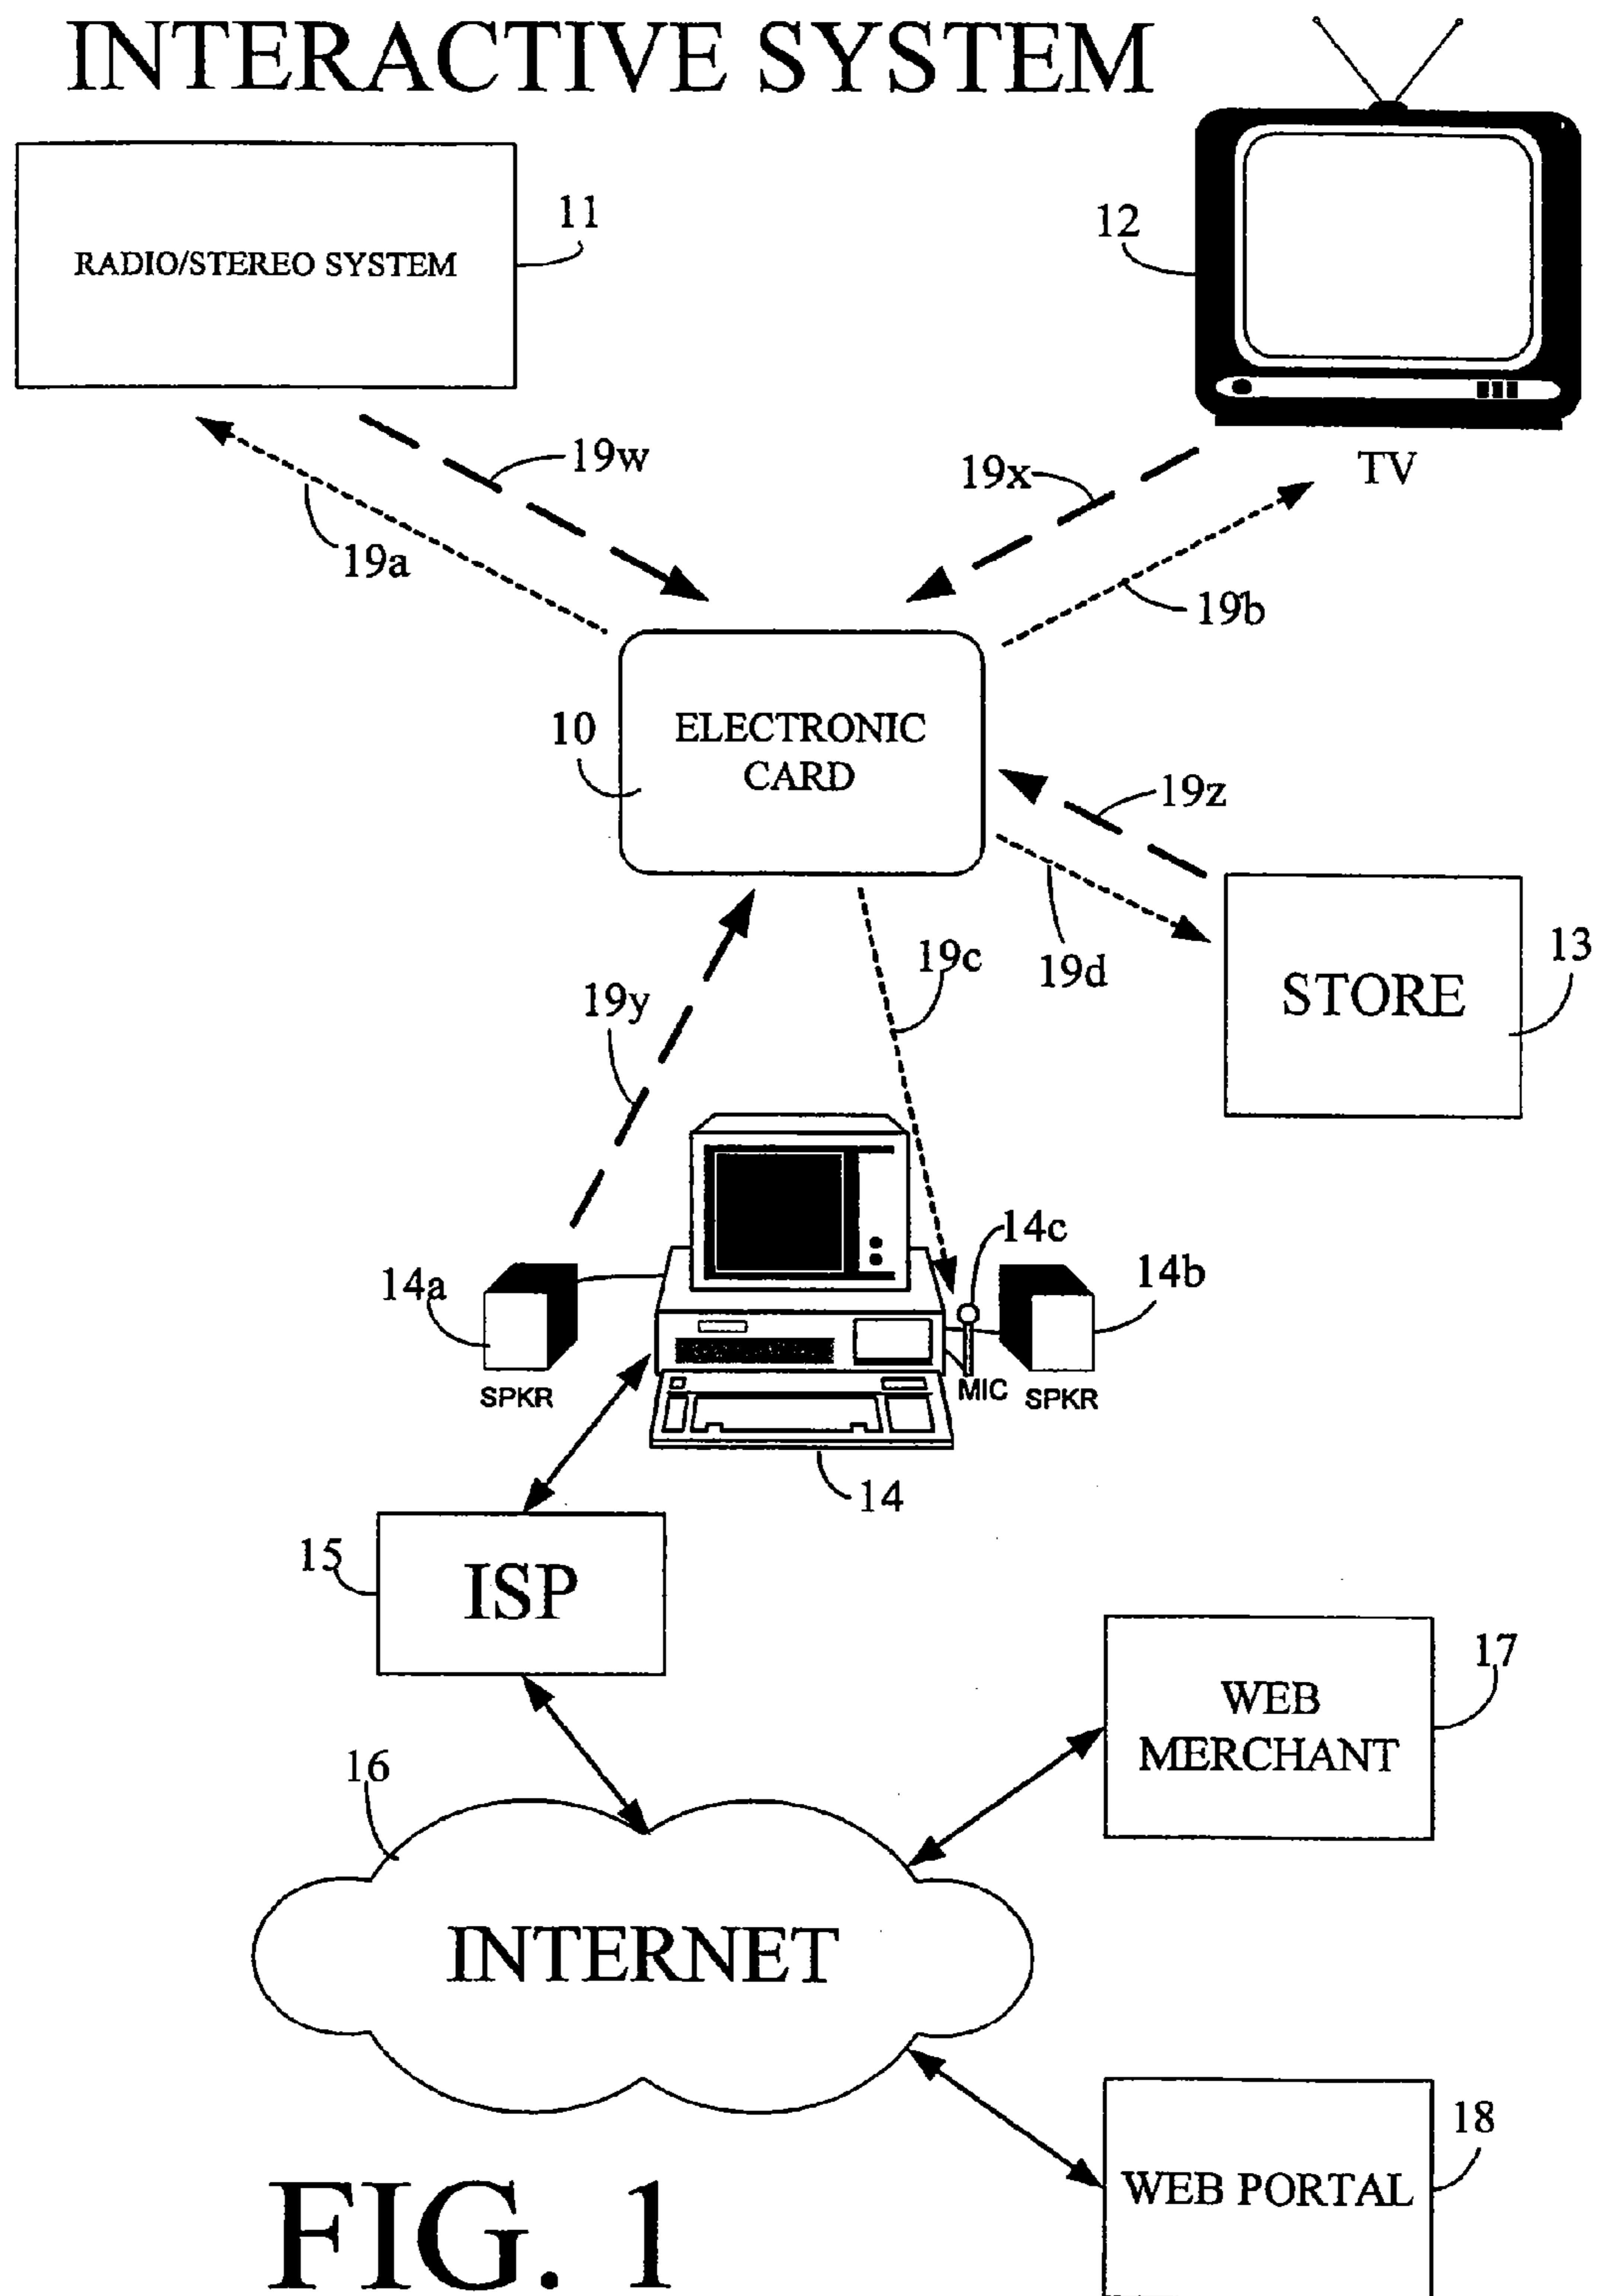 INTERACTIVE SYSTEM
RADIO/STEREO SYSTEM
11
12
TV
19w
19x
19a
19b
10
ELECTRONIC
CARD
19z
19c
19d
13
STORE
19y
14c
14a
14b
SPKR
MIC
SPKR
14
15
ISP
17
WEB
MERCHANT
16
INTERNET
18
WEB PORTAL
FIG. 1